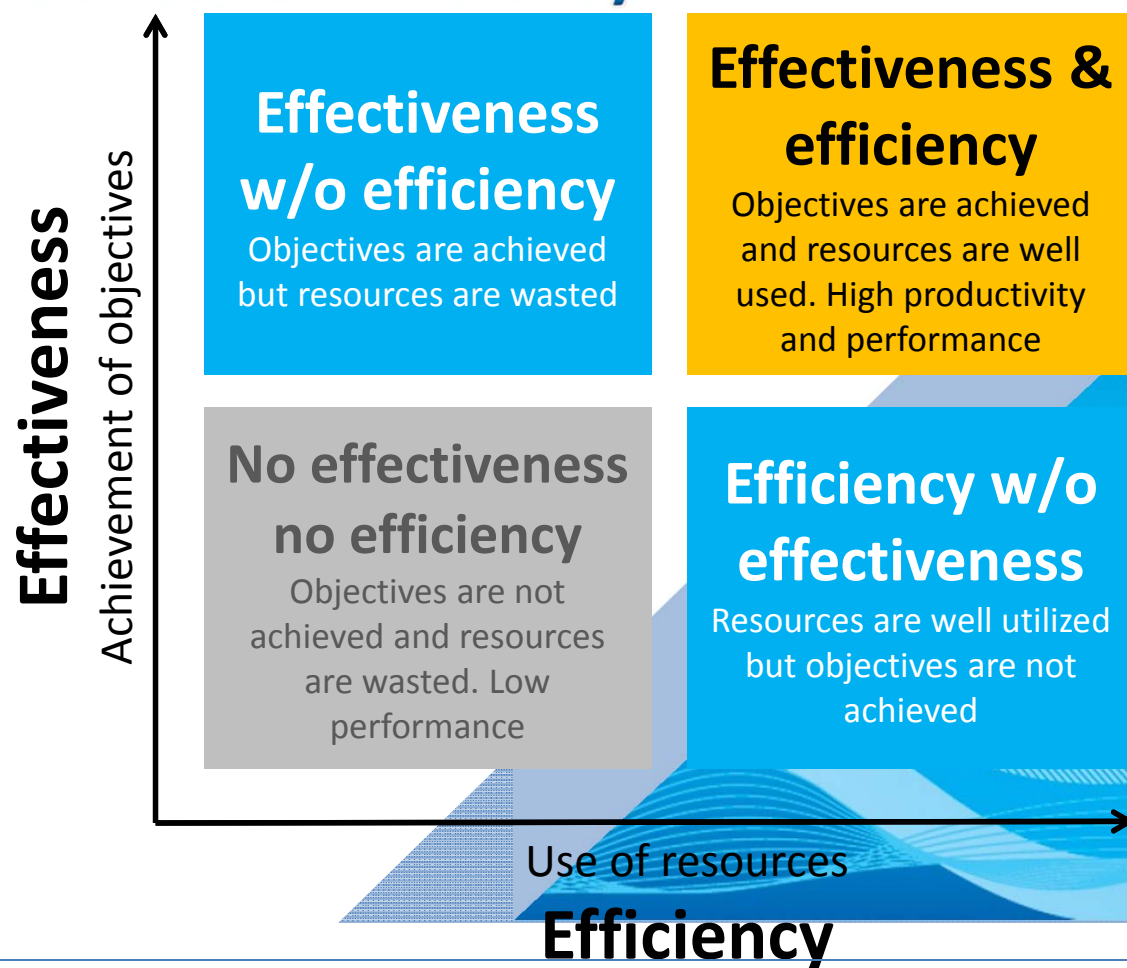 Effectiveness
Achievement of objectives
Effectiveness
w/o efficiency
Objectives are achieved
but resources are wasted
Effectiveness &
efficiency
Objectives are achieved
and resources are well
used. High productivity
and performance
No effectiveness
no efficiency
Objectives are not
achieved and resources
are wasted. Low
performance
Efficiency w/o
effectiveness
Resources are well utilized
but objectives are not
achieved
Use of resources
Efficiency